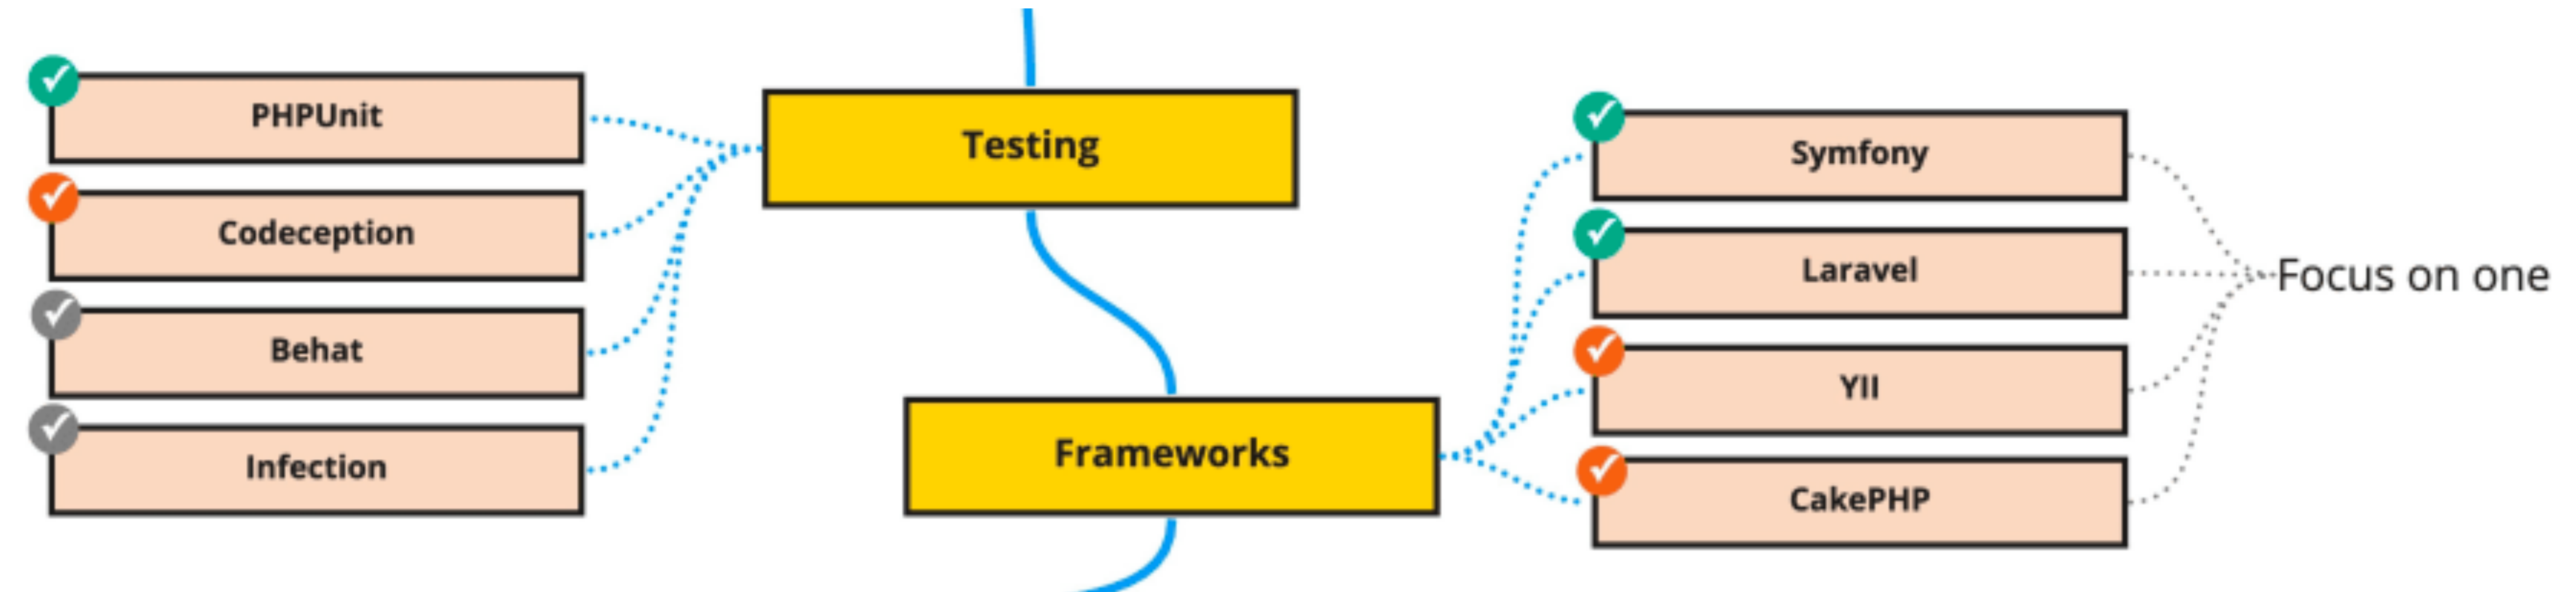 PHPUnit
Codeception
Behat
Infection
Testing
Frameworks
Symfony
Laravel
YII
CakePHP
Focus on one